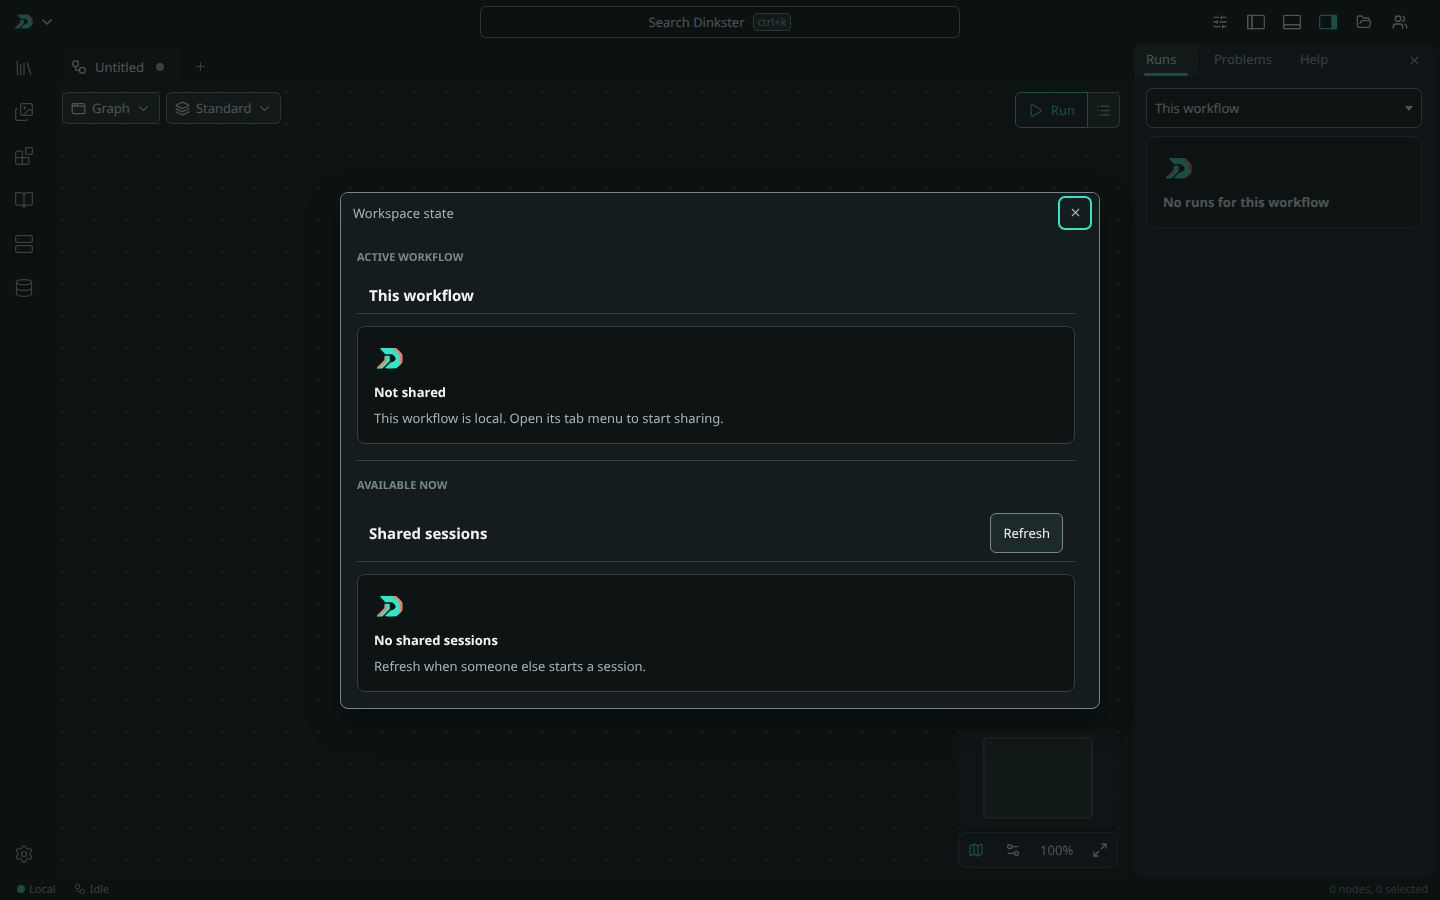 Search Dinkster ctrl+k
Untitled
Graph
Standard
Run
Runs
Problems
Help
This workflow
No runs for this workflow
Workspace state
ACTIVE WORKFLOW
This workflow
Not shared
This workflow is local. Open its tab menu to start sharing.
AVAILABLE NOW
Shared sessions
Refresh
No shared sessions
Refresh when someone else starts a session.
100%
Local
Idle
0 nodes, 0 selected